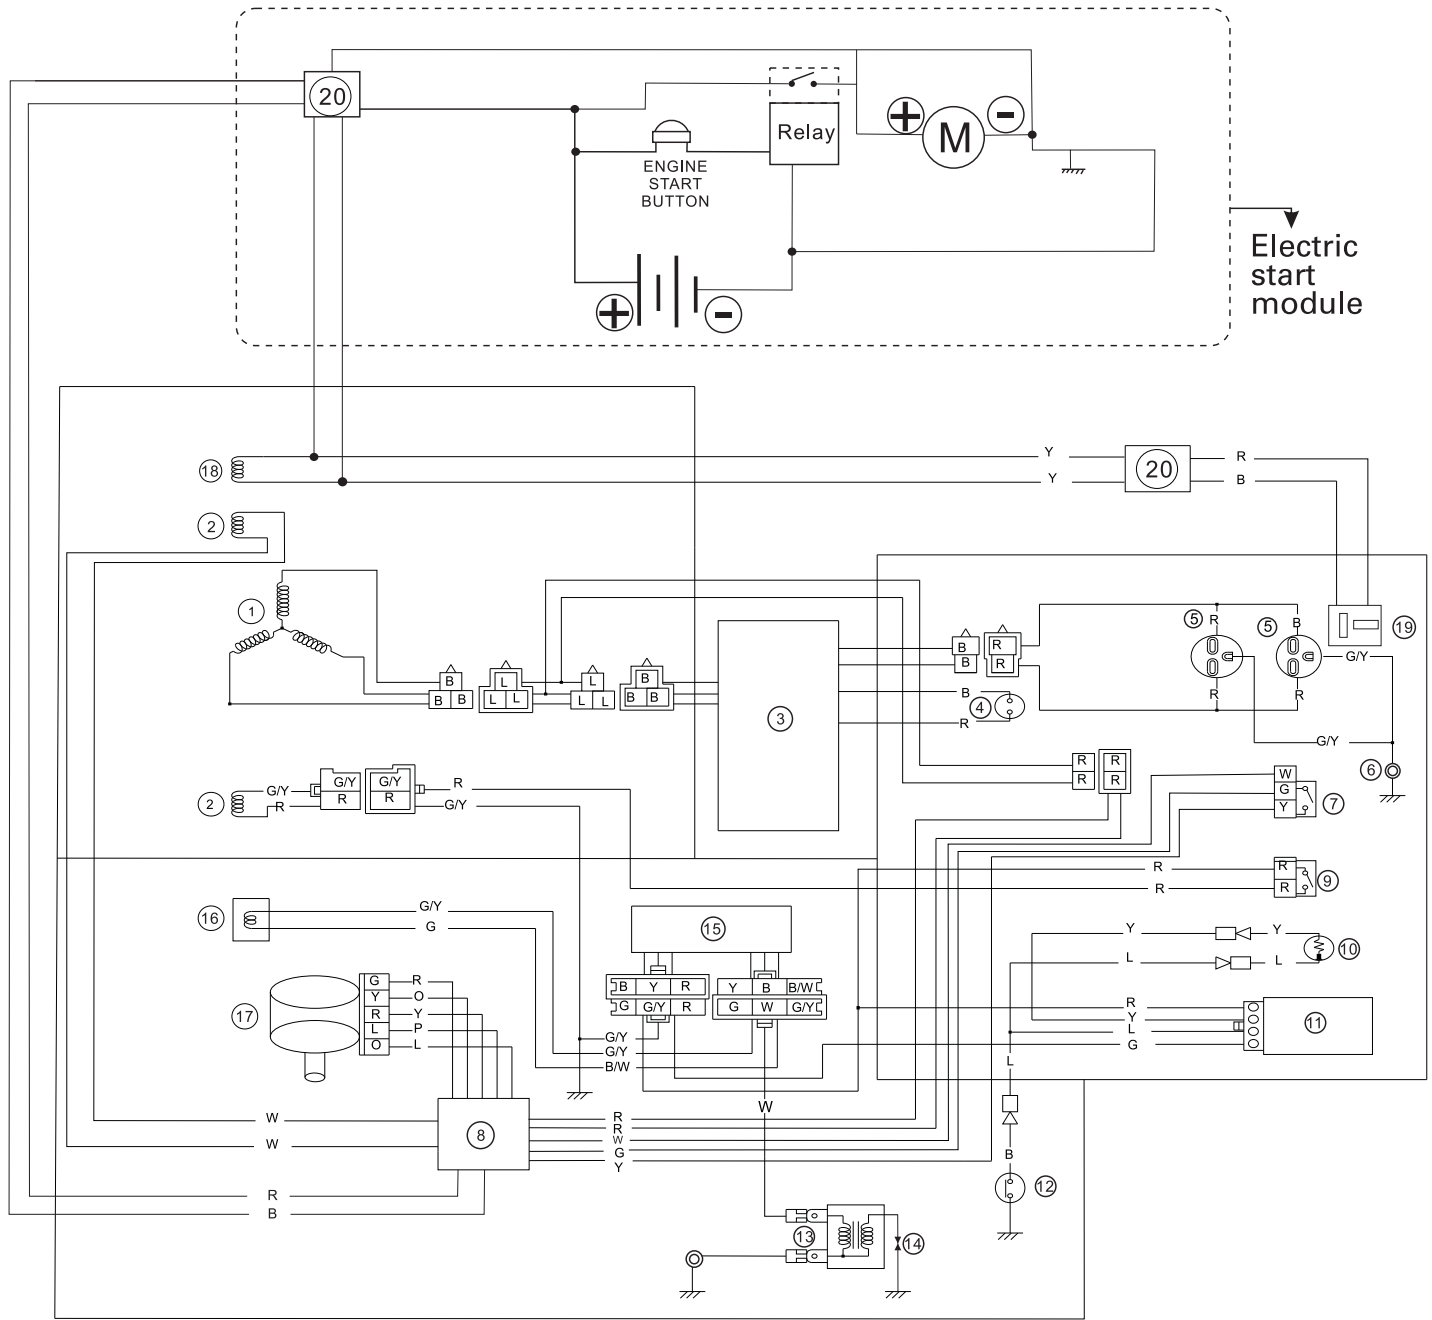 20
Relay
M
ENGINE
START
BUTTON
Electric
start
module
18
Y
Y
20
R
B
2
1
B
B B
L
L L
L
L L
B
B B
3
B
B
R
R
B
R
4
5
R
R
5
B
R
19
G/Y
G/Y
6
2
G/Y
R
G/Y
R
G/Y
R
R
G/Y
R
R
R
R
W
G
Y
7
R
R
R
R
9
16
G/Y
G
15
B Y R
G G/Y R
Y B B/W
G W G/Y
Y
Y
10
L
L
17
G
Y
R
L
O
R
O
Y
P
L
G/Y
G/Y
B/W
R
Y
L
G
11
L
W
B
12
W
W
8
R
R
W
G
Y
R
B
13
14